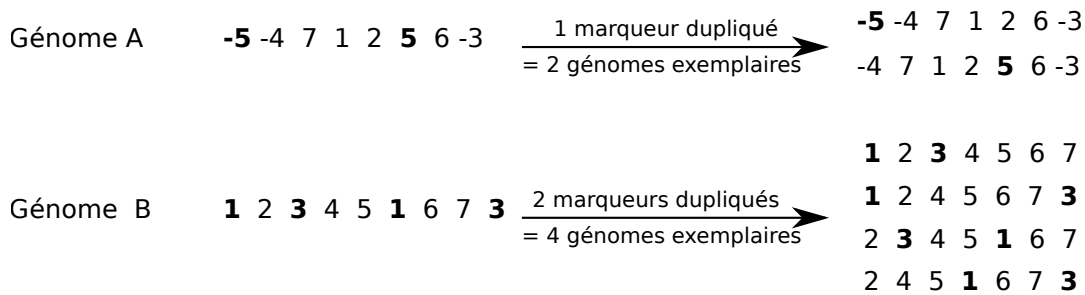 Génome A -5 -4 7 1 2 5 6 -3
1 marqueur dupliqué
= 2 génomes exemplaires
-5 -4 7 1 2 6 -3
-4 7 1 2 5 6 -3
Génome B 1 2 3 4 5 1 6 7 3
2 marqueurs dupliqués
= 4 génomes exemplaires
1 2 3 4 5 6 7
1 2 4 5 6 7 3
2 3 4 5 1 6 7
2 4 5 1 6 7 3